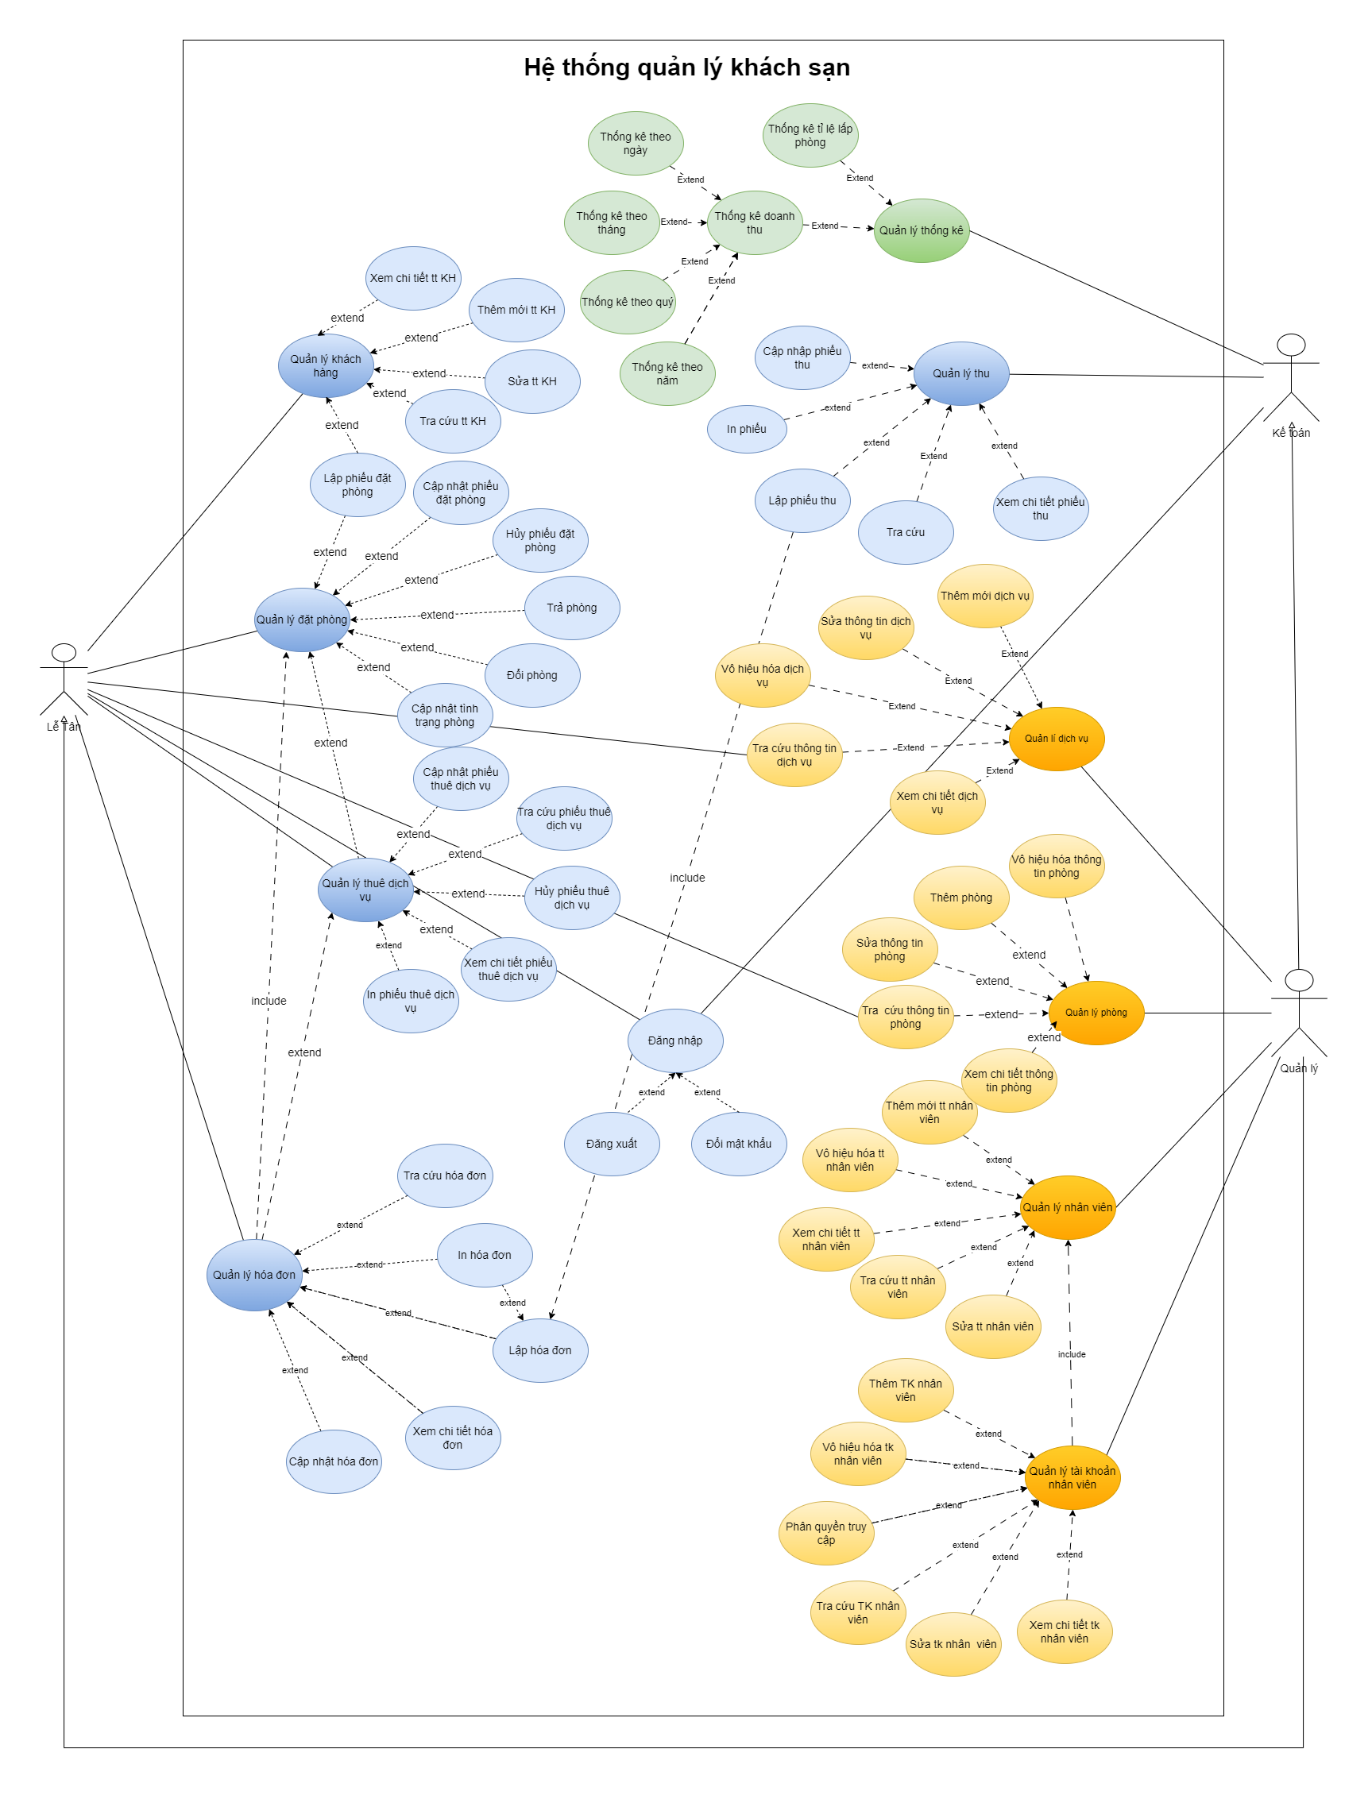 Hệ thống quản lý khách sạn
Thống kê theo
ngày
Thống kê tỉ lệ lấp
phòng
Extend
Extend
Thống kê theo
tháng
Extend
Thống kê doanh
thu
Extend
Quản lý thống kê
Extend
Thống kê theo quý
Extend
Thống kê theo
năm
Xem chi tiết tt KH
extend
Thêm mới tt KH
extend
Quản lý khách
hàng
extend
Sửa tt KH
extend
Tra cứu tt KH
extend
Cập nhập phiếu
thu
extend
Quản lý thu
In phiếu
extend
extend
Extend
extend
Lập phiếu thu
Tra cứu
Xem chi tiết phiếu
thu
Kế toán
Lập phiếu đặt
phòng
Cập nhật phiếu
đặt phòng
Hủy phiếu đặt
phòng
extend
extend
extend
Trả phòng
extend
Quản lý đặt phòng
extend
Đổi phòng
extend
Cập nhật tình
trạng phòng
Lễ Tân
Thêm mới dịch vụ
Sửa thông tin dịch
vụ
Extend
Vô hiệu hóa dịch
vụ
Extend
Extend
Quản lí dịch vụ
Tra cứu thông tin
dịch vụ
Extend
Extend
Xem chi tiết dịch
vụ
extend
Cập nhật phiếu
thuê dịch vụ
Tra cứu phiếu thuê
dịch vụ
extend
extend
Quản lý thuê dịch
vụ
extend
Hủy phiếu thuê
dịch vụ
extend
extend
Xem chi tiết phiếu
thuê dịch vụ
In phiếu thuê dịch
vụ
include
Vô hiệu hóa thông
tin phòng
Thêm phòng
Sửa thông tin
phòng
extend
extend
Tra  cứu thông tin
phòng
extend
Quản lý phòng
extend
Xem chi tiết thông
tin phòng
Quản lý
include
extend
Đăng nhập
extend
extend
Đăng xuất
Đổi mật khẩu
Thêm mới tt nhân
viên
Vô hiệu hóa tt
nhân viên
extend
extend
Quản lý nhân viên
Xem chi tiết tt
nhân viên
extend
extend
extend
Tra cứu tt nhân
viên
Sửa tt nhân viên
Tra cứu hóa đơn
extend
In hóa đơn
extend
Quản lý hóa đơn
extend
extend
Lập hóa đơn
extend
extend
Xem chi tiết hóa
đơn
Cập nhật hóa đơn
include
Thêm TK nhân
viên
extend
Vô hiệu hóa tk
nhân viên
extend
Quản lý tài khoản
nhân viên
extend
Phân quyền truy
cập
extend
extend
extend
Tra cứu TK nhân
viên
Sửa tk nhân  viên
Xem chi tiết tk
nhân viên